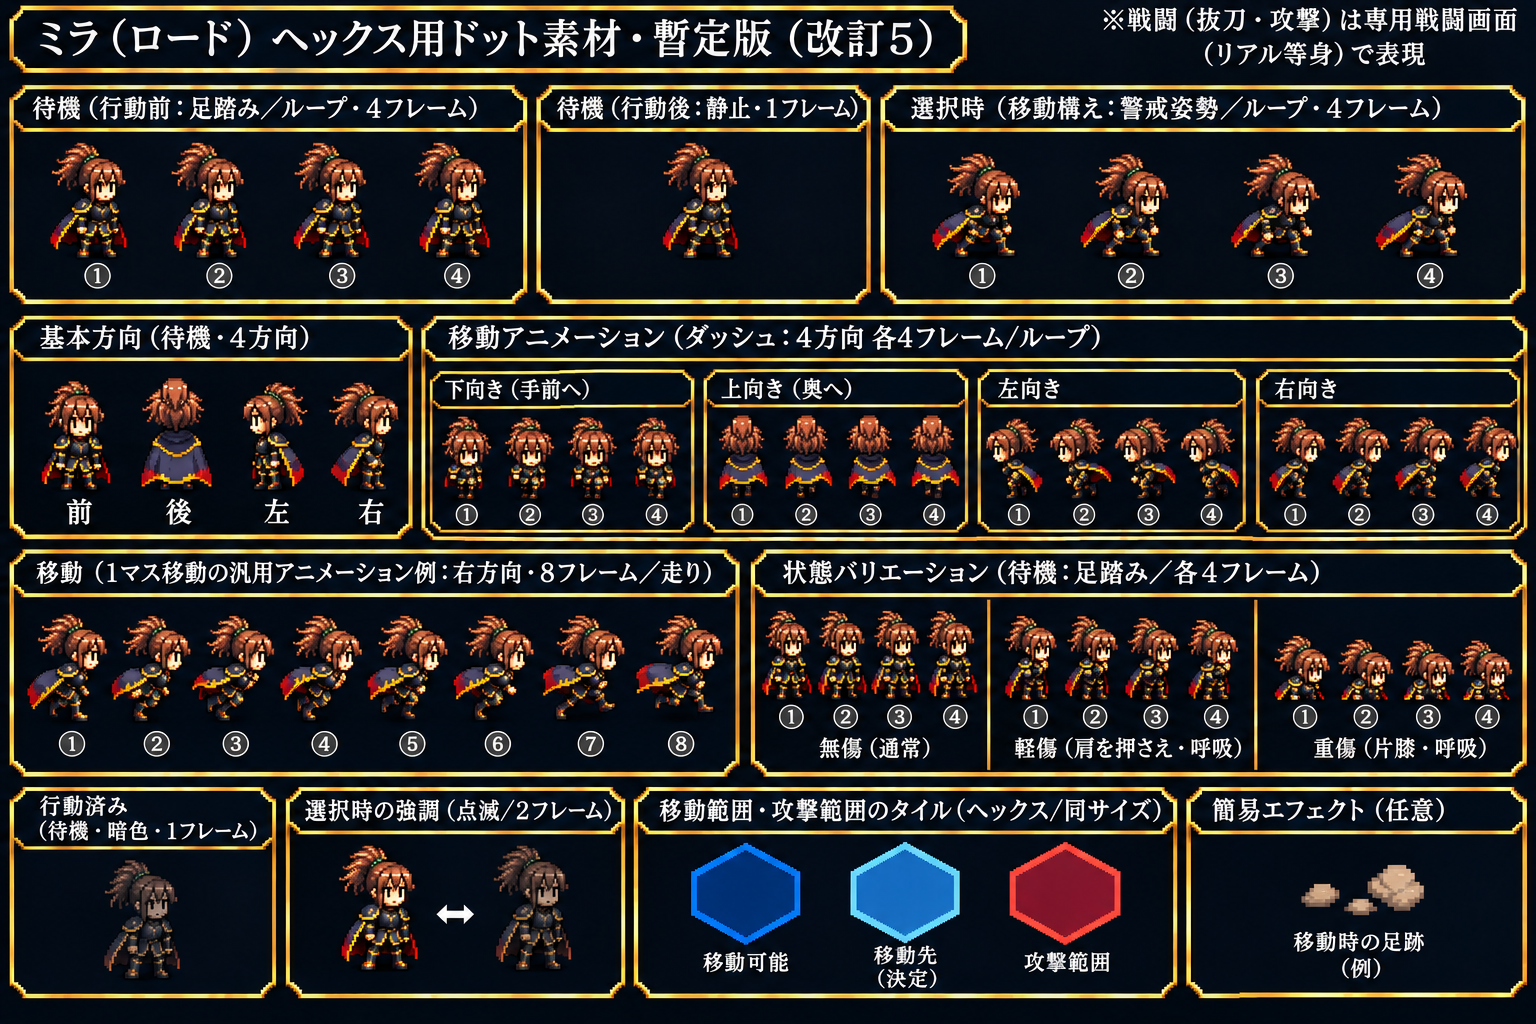 ミラ（ロード）ヘックス用ドット素材・暫定版（改訂5）
※戦闘（抜刀・攻撃）は専用戦闘画面
（リアル等身）で表現
待機（行動前：足踏み／ループ・4フレーム）
① ② ③ ④
待機（行動後：静止・1フレーム）
選択時（移動構え：警戒姿勢／ループ・4フレーム）
① ② ③ ④
基本方向（待機・4方向）
前 後 左 右
移動アニメーション（ダッシュ：4方向 各4フレーム/ループ）
下向き（手前へ）
① ② ③ ④
上向き（奥へ）
① ② ③ ④
左向き
① ② ③ ④
右向き
① ② ③ ④
移動（1マス移動の汎用アニメーション例：右方向・8フレーム／走り）
① ② ③ ④ ⑤ ⑥ ⑦ ⑧
状態バリエーション（待機：足踏み／各4フレーム）
① ② ③ ④
無傷（通常）
① ② ③ ④
軽傷（肩を押さえ・呼吸）
① ② ③ ④
重傷（片膝・呼吸）
行動済み
（待機・暗色・1フレーム）
選択時の強調（点滅/2フレーム）
移動範囲・攻撃範囲のタイル（ヘックス/同サイズ）
移動可能
移動先
（決定）
攻撃範囲
簡易エフェクト（任意）
移動時の足跡
（例）